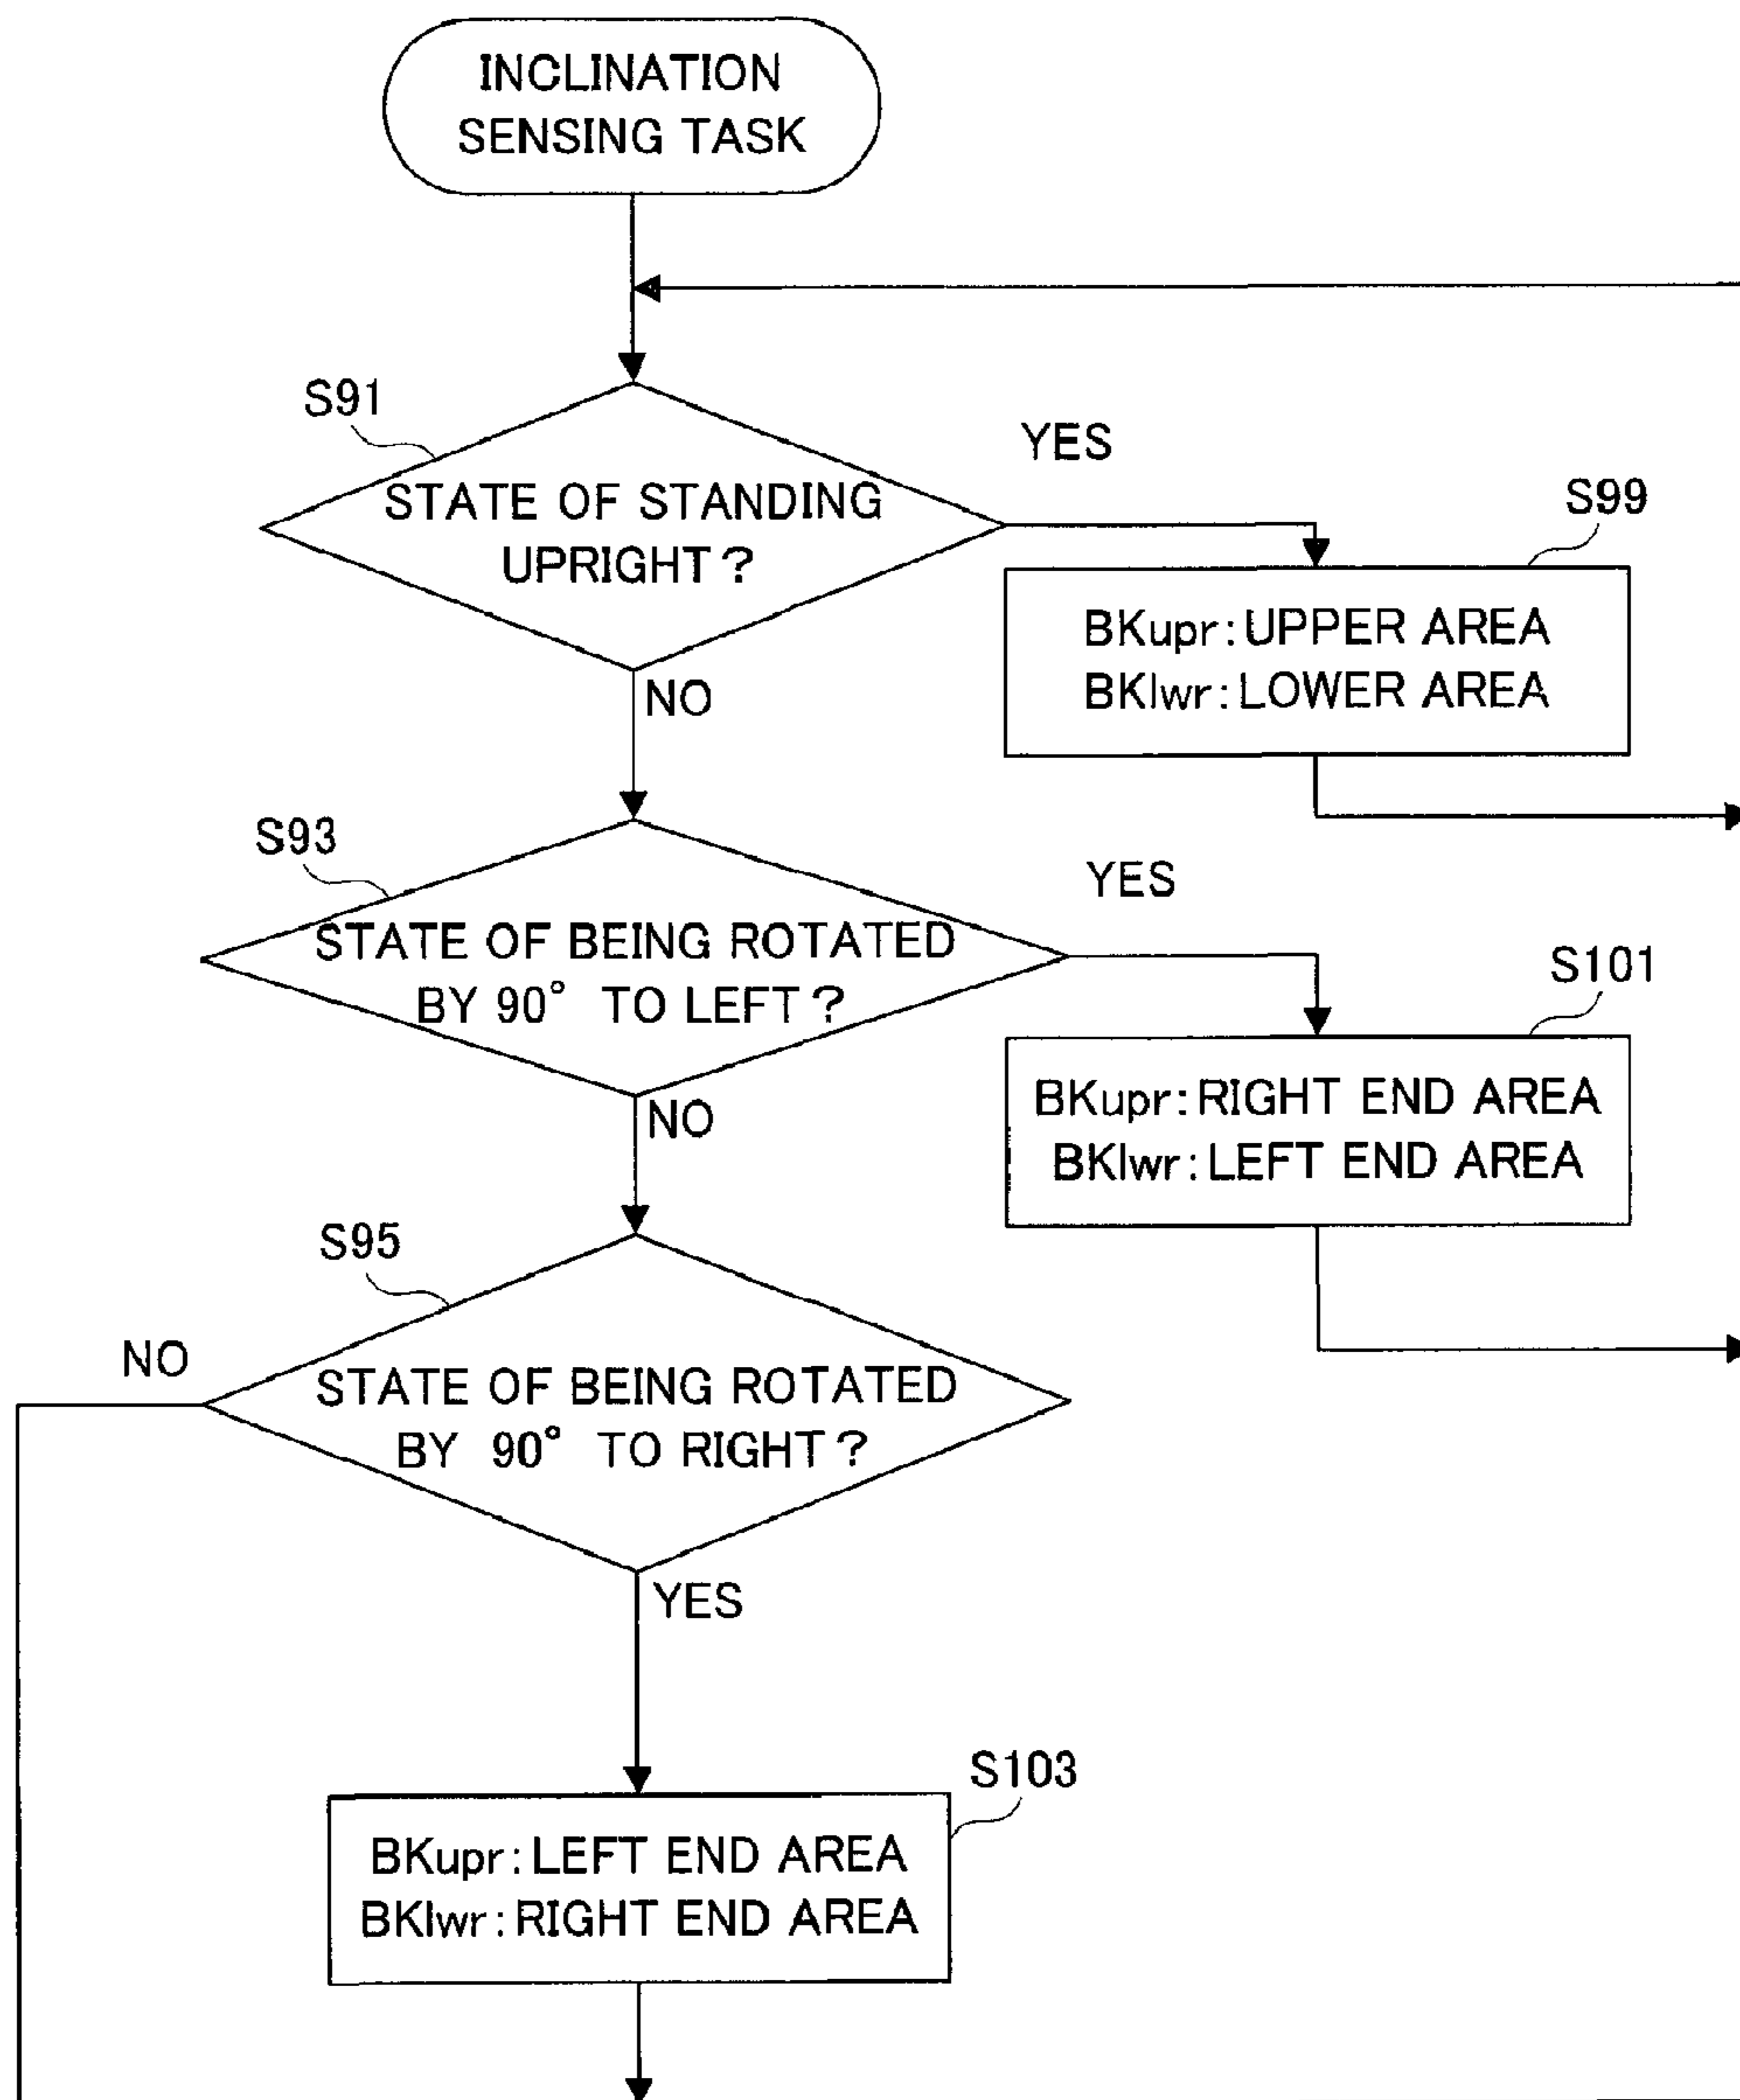 INCLINATION
SENSING TASK
S91
STATE OF STANDING
UPRIGHT?
YES
NO
S99
BKupr:UPPER AREA
BKlwr:LOWER AREA
S93
STATE OF BEING ROTATED
BY 90° TO LEFT?
YES
NO
S101
BKupr:RIGHT END AREA
BKlwr:LEFT END AREA
S95
STATE OF BEING ROTATED
BY 90° TO RIGHT?
NO
YES
S103
BKupr:LEFT END AREA
BKlwr:RIGHT END AREA